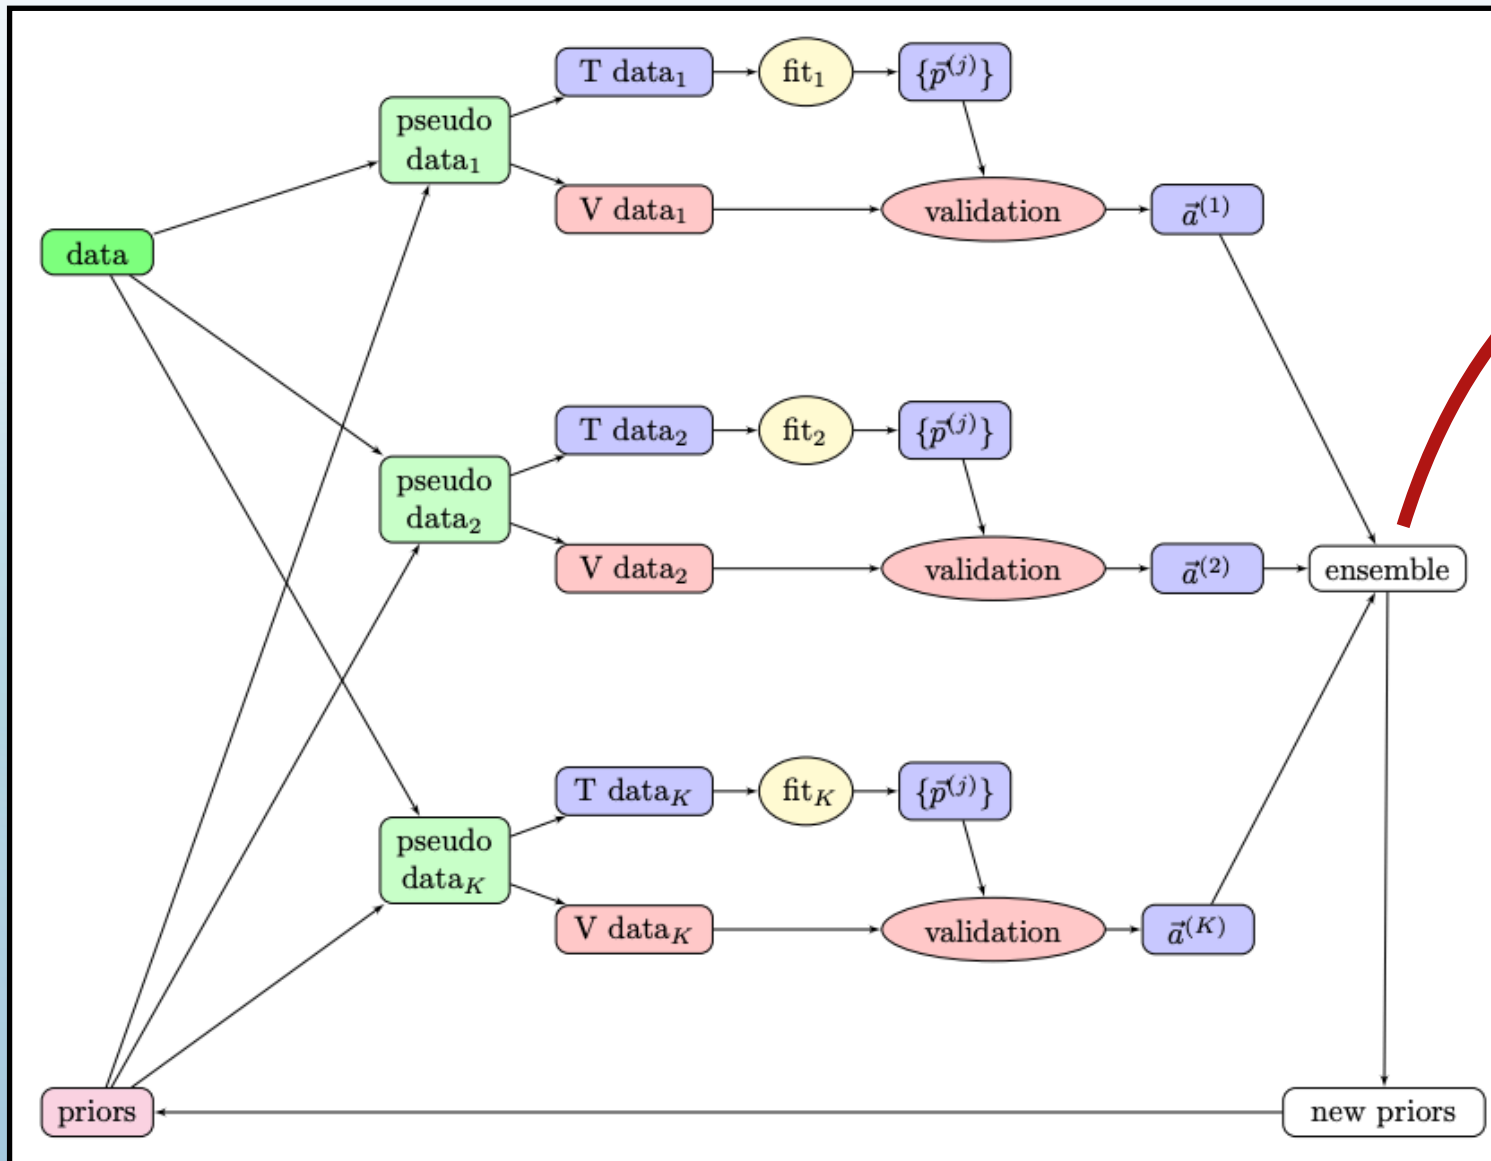 T data₁
fit₁
{p⃗⁽ʲ⁾}
pseudo
data₁
V data₁
validation
a⃗⁽¹⁾
data
T data₂
fit₂
{p⃗⁽ʲ⁾}
pseudo
data₂
V data₂
validation
a⃗⁽²⁾
ensemble
T data_K
fit_K
{p⃗⁽ʲ⁾}
pseudo
data_K
V data_K
validation
a⃗⁽ᴷ⁾
priors
new priors